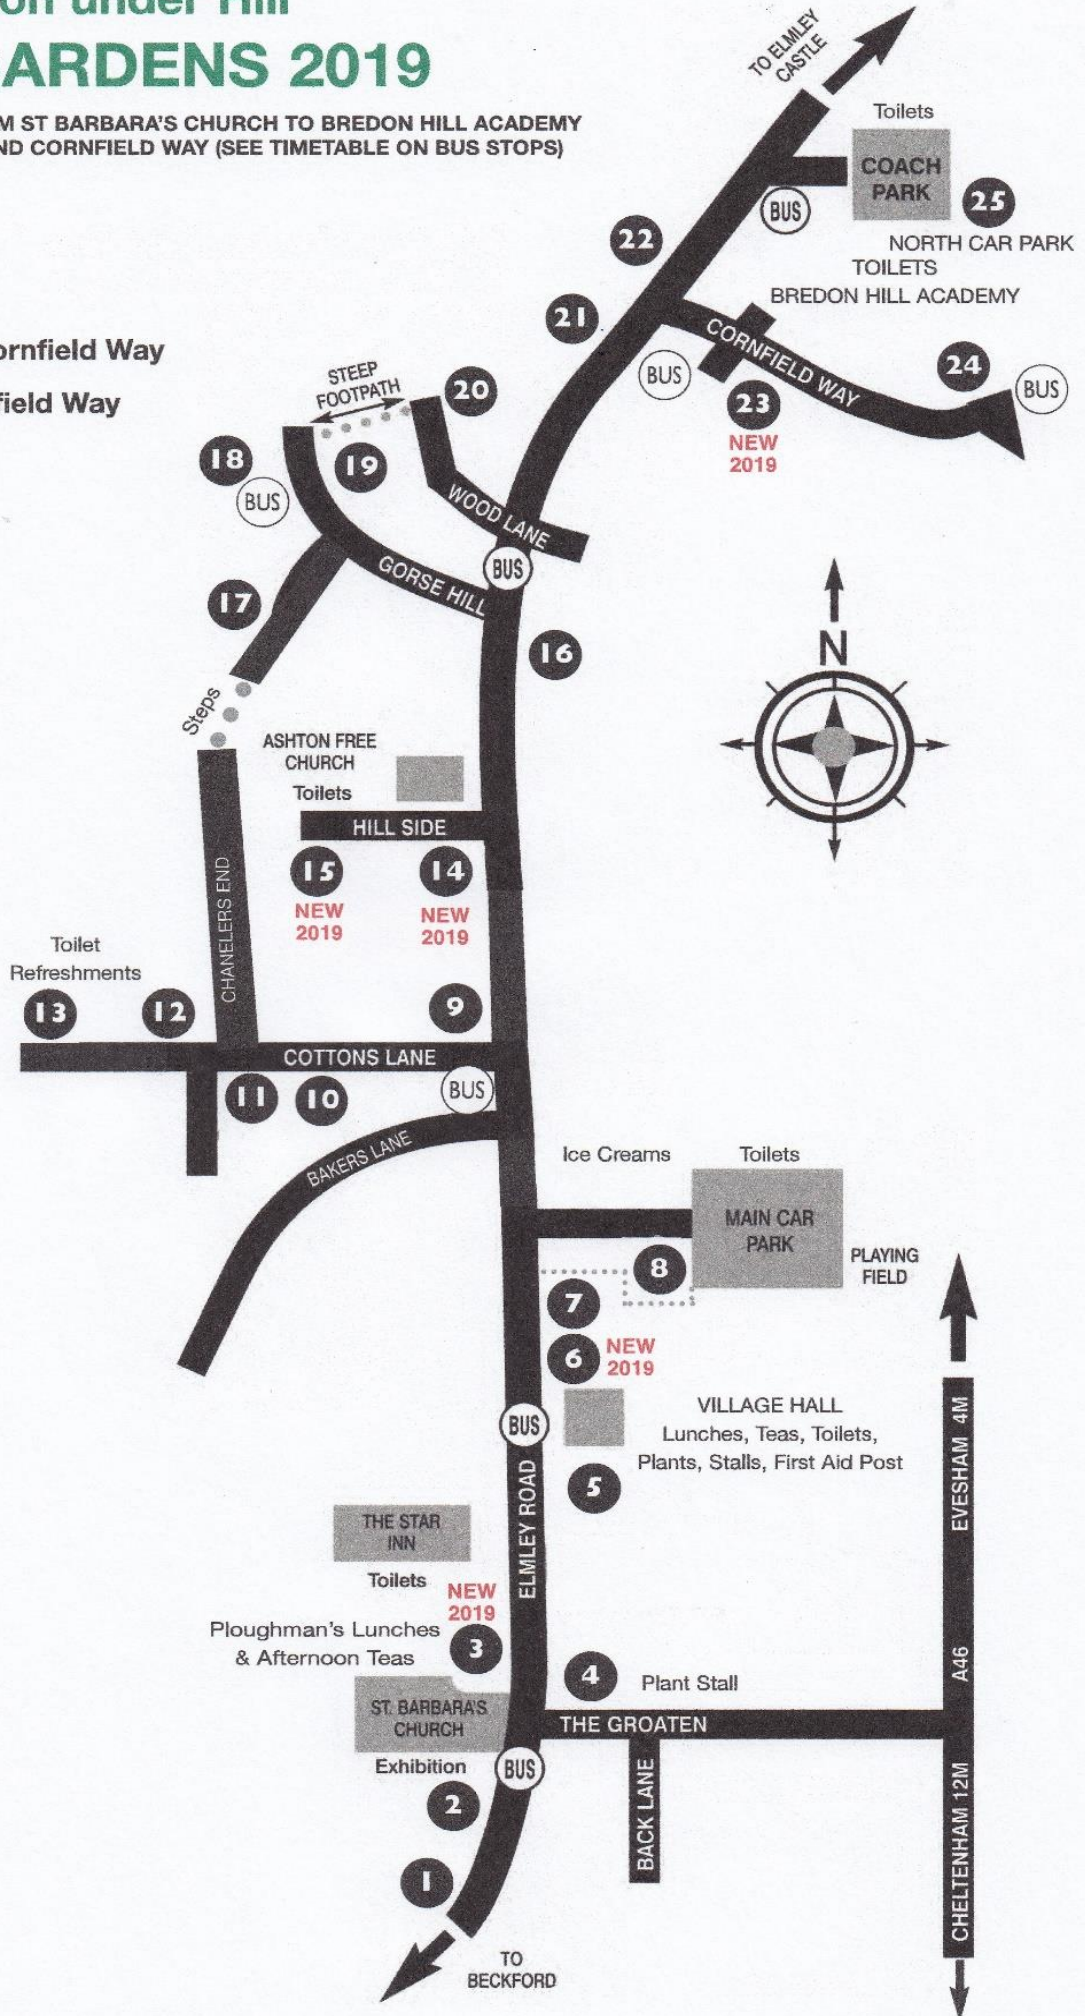 on under Hill
ARDENS 2019
M ST BARBARA'S CHURCH TO BREDON HILL ACADEMY
ND CORNFIELD WAY (SEE TIMETABLE ON BUS STOPS)
TO ELMLEY
CASTLE
Toilets
COACH
PARK
25
BUS
22
NORTH CAR PARK
TOILETS
BREDON HILL ACADEMY
21
ornfield Way
field Way
CORNFIELD WAY
BUS
24
BUS
23
NEW
2019
STEEP
FOOTPATH
20
18
19
BUS
WOOD LANE
BUS
GORSE HILL
17
16
N
Steps
ASHTON FREE
CHURCH
Toilets
HILL SIDE
15
NEW
2019
14
NEW
2019
CHANELERS END
Toilet
Refreshments
13
12
9
COTTONS LANE
11
10
BUS
BAKERS LANE
Ice Creams
Toilets
MAIN CAR
PARK
8
PLAYING
FIELD
7
6
NEW
2019
BUS
VILLAGE HALL
Lunches, Teas, Toilets,
Plants, Stalls, First Aid Post
5
ELMLEY ROAD
EVESHAM 4M
THE STAR
INN
Toilets
NEW
2019
3
Ploughman's Lunches
& Afternoon Teas
4
Plant Stall
A46
ST. BARBARA'S
CHURCH
THE GROATEN
Exhibition
BUS
2
BACK LANE
CHELTENHAM 12M
1
TO
BECKFORD